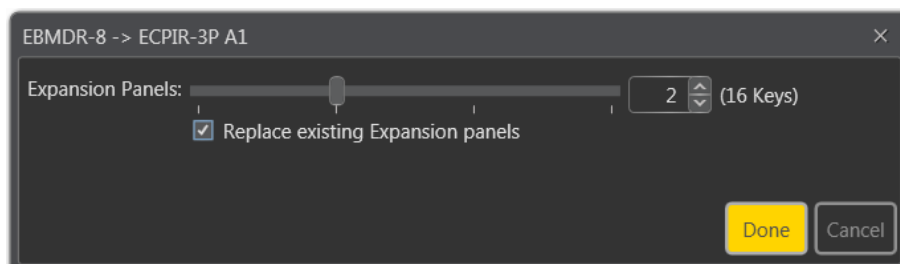 EBMDR-8 -> ECPIR-3P A1
Expansion Panels: 2 (16 Keys)
Replace existing Expansion panels
Done Cancel